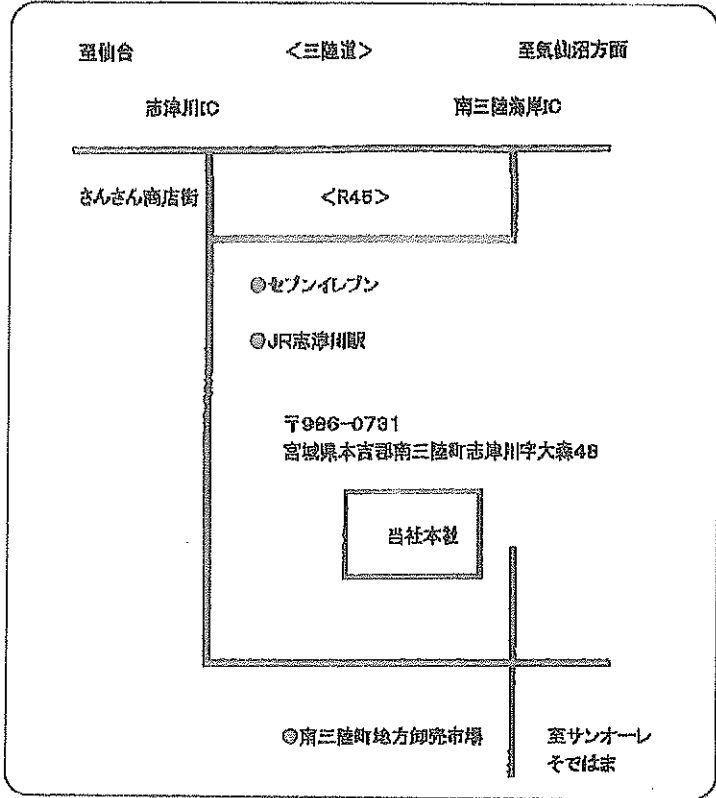 至仙台 <三陸道> 至気仙沼方面
志津川IC 南三陸海岸IC
さんさん商店街 <R45>
セブンイレブン
JR志津川駅
〒986-0731
宮城県本吉郡南三陸町志津川字大森48
当社本社
南三陸町地方卸売市場 至サンオーレ
そではま